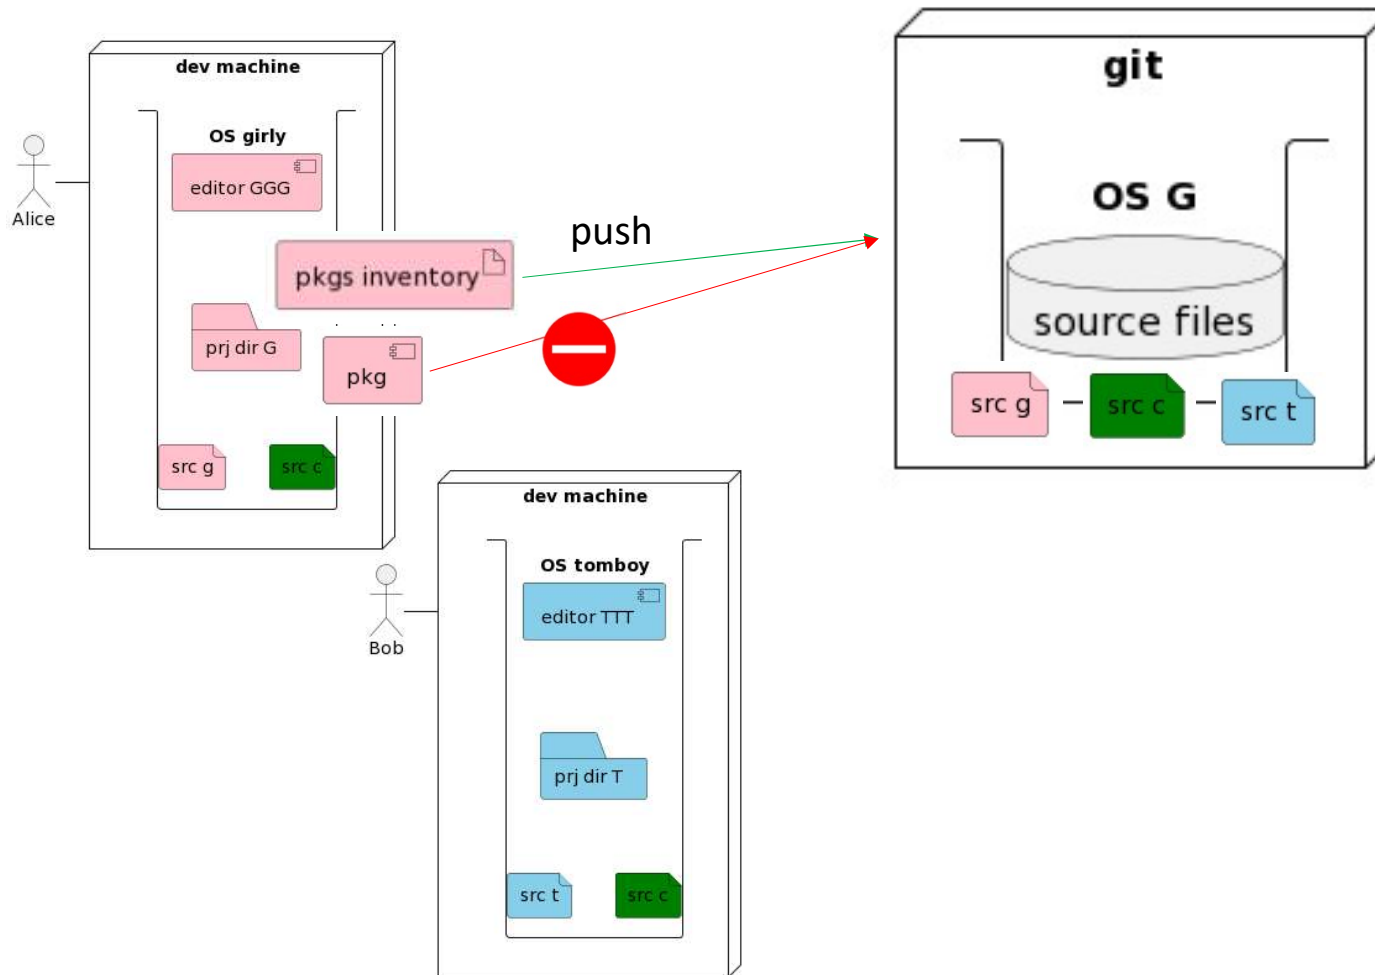 dev machine
OS girly
editor GGG
Alice
pkgs inventory
prj dir G
pkg
src g
src c
push
git
OS G
source files
src g
src c
src t
dev machine
OS tomboy
editor TTT
Bob
prj dir T
src t
src c